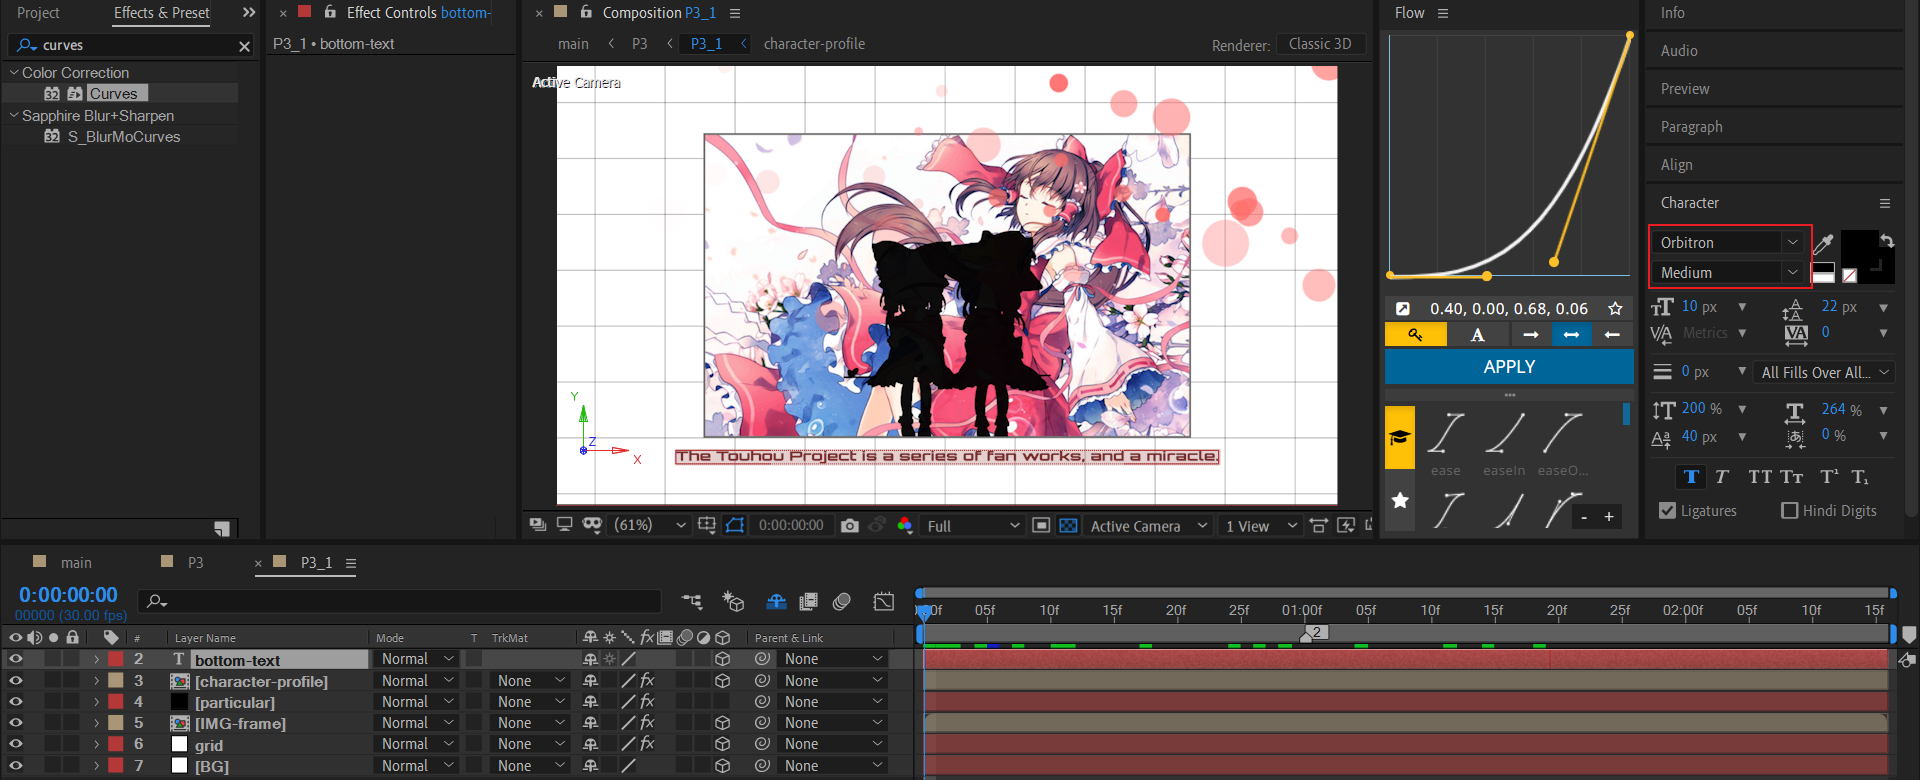 Project
Effects & Preset
curves
Color Correction
Curves
Sapphire Blur+Sharpen
S_BlurMoCurves
Effect Controls bottom-
P3_1 • bottom-text
Composition P3_1
main
P3
P3_1
character-profile
Renderer:
Classic 3D
Active Camera
The Touhou Project is a series of fan works, and a miracle.
Y
Z
X
(61%)
0:00:00:00
Full
Active Camera
1 View
Flow
0.40, 0.00, 0.68, 0.06
A
APPLY
ease
easeIn
easeO...
Info
Audio
Preview
Paragraph
Align
Character
Orbitron
Medium
10 px
22 px
Metrics
0
0 px
All Fills Over All...
200 %
264 %
40 px
0 %
Ligatures
Hindi Digits
main
P3
P3_1
0:00:00:00
00000 (30.00 fps)
05f
10f
15f
20f
25f
01:00f
05f
10f
15f
20f
25f
02:00f
05f
10f
15f
2
#
Layer Name
Mode
T
TrkMat
Parent & Link
2
bottom-text
Normal
None
3
[character-profile]
Normal
None
None
4
[particular]
Normal
None
None
5
[IMG-frame]
Normal
None
None
6
grid
Normal
None
None
7
[BG]
Normal
None
None